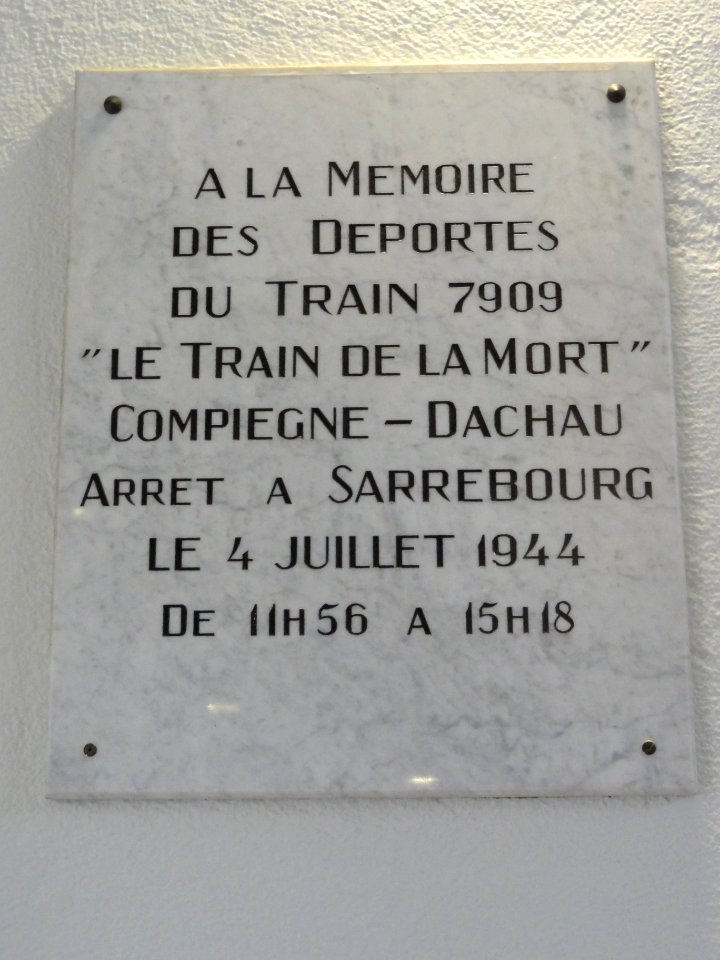 A LA MEMOIRE
DES DEPORTES
DU TRAIN 7909
"LE TRAIN DE LA MORT"
COMPIEGNE - DACHAU
ARRET A SARREBOURG
LE 4 JUILLET 1944
DE 11H56 A 15H18